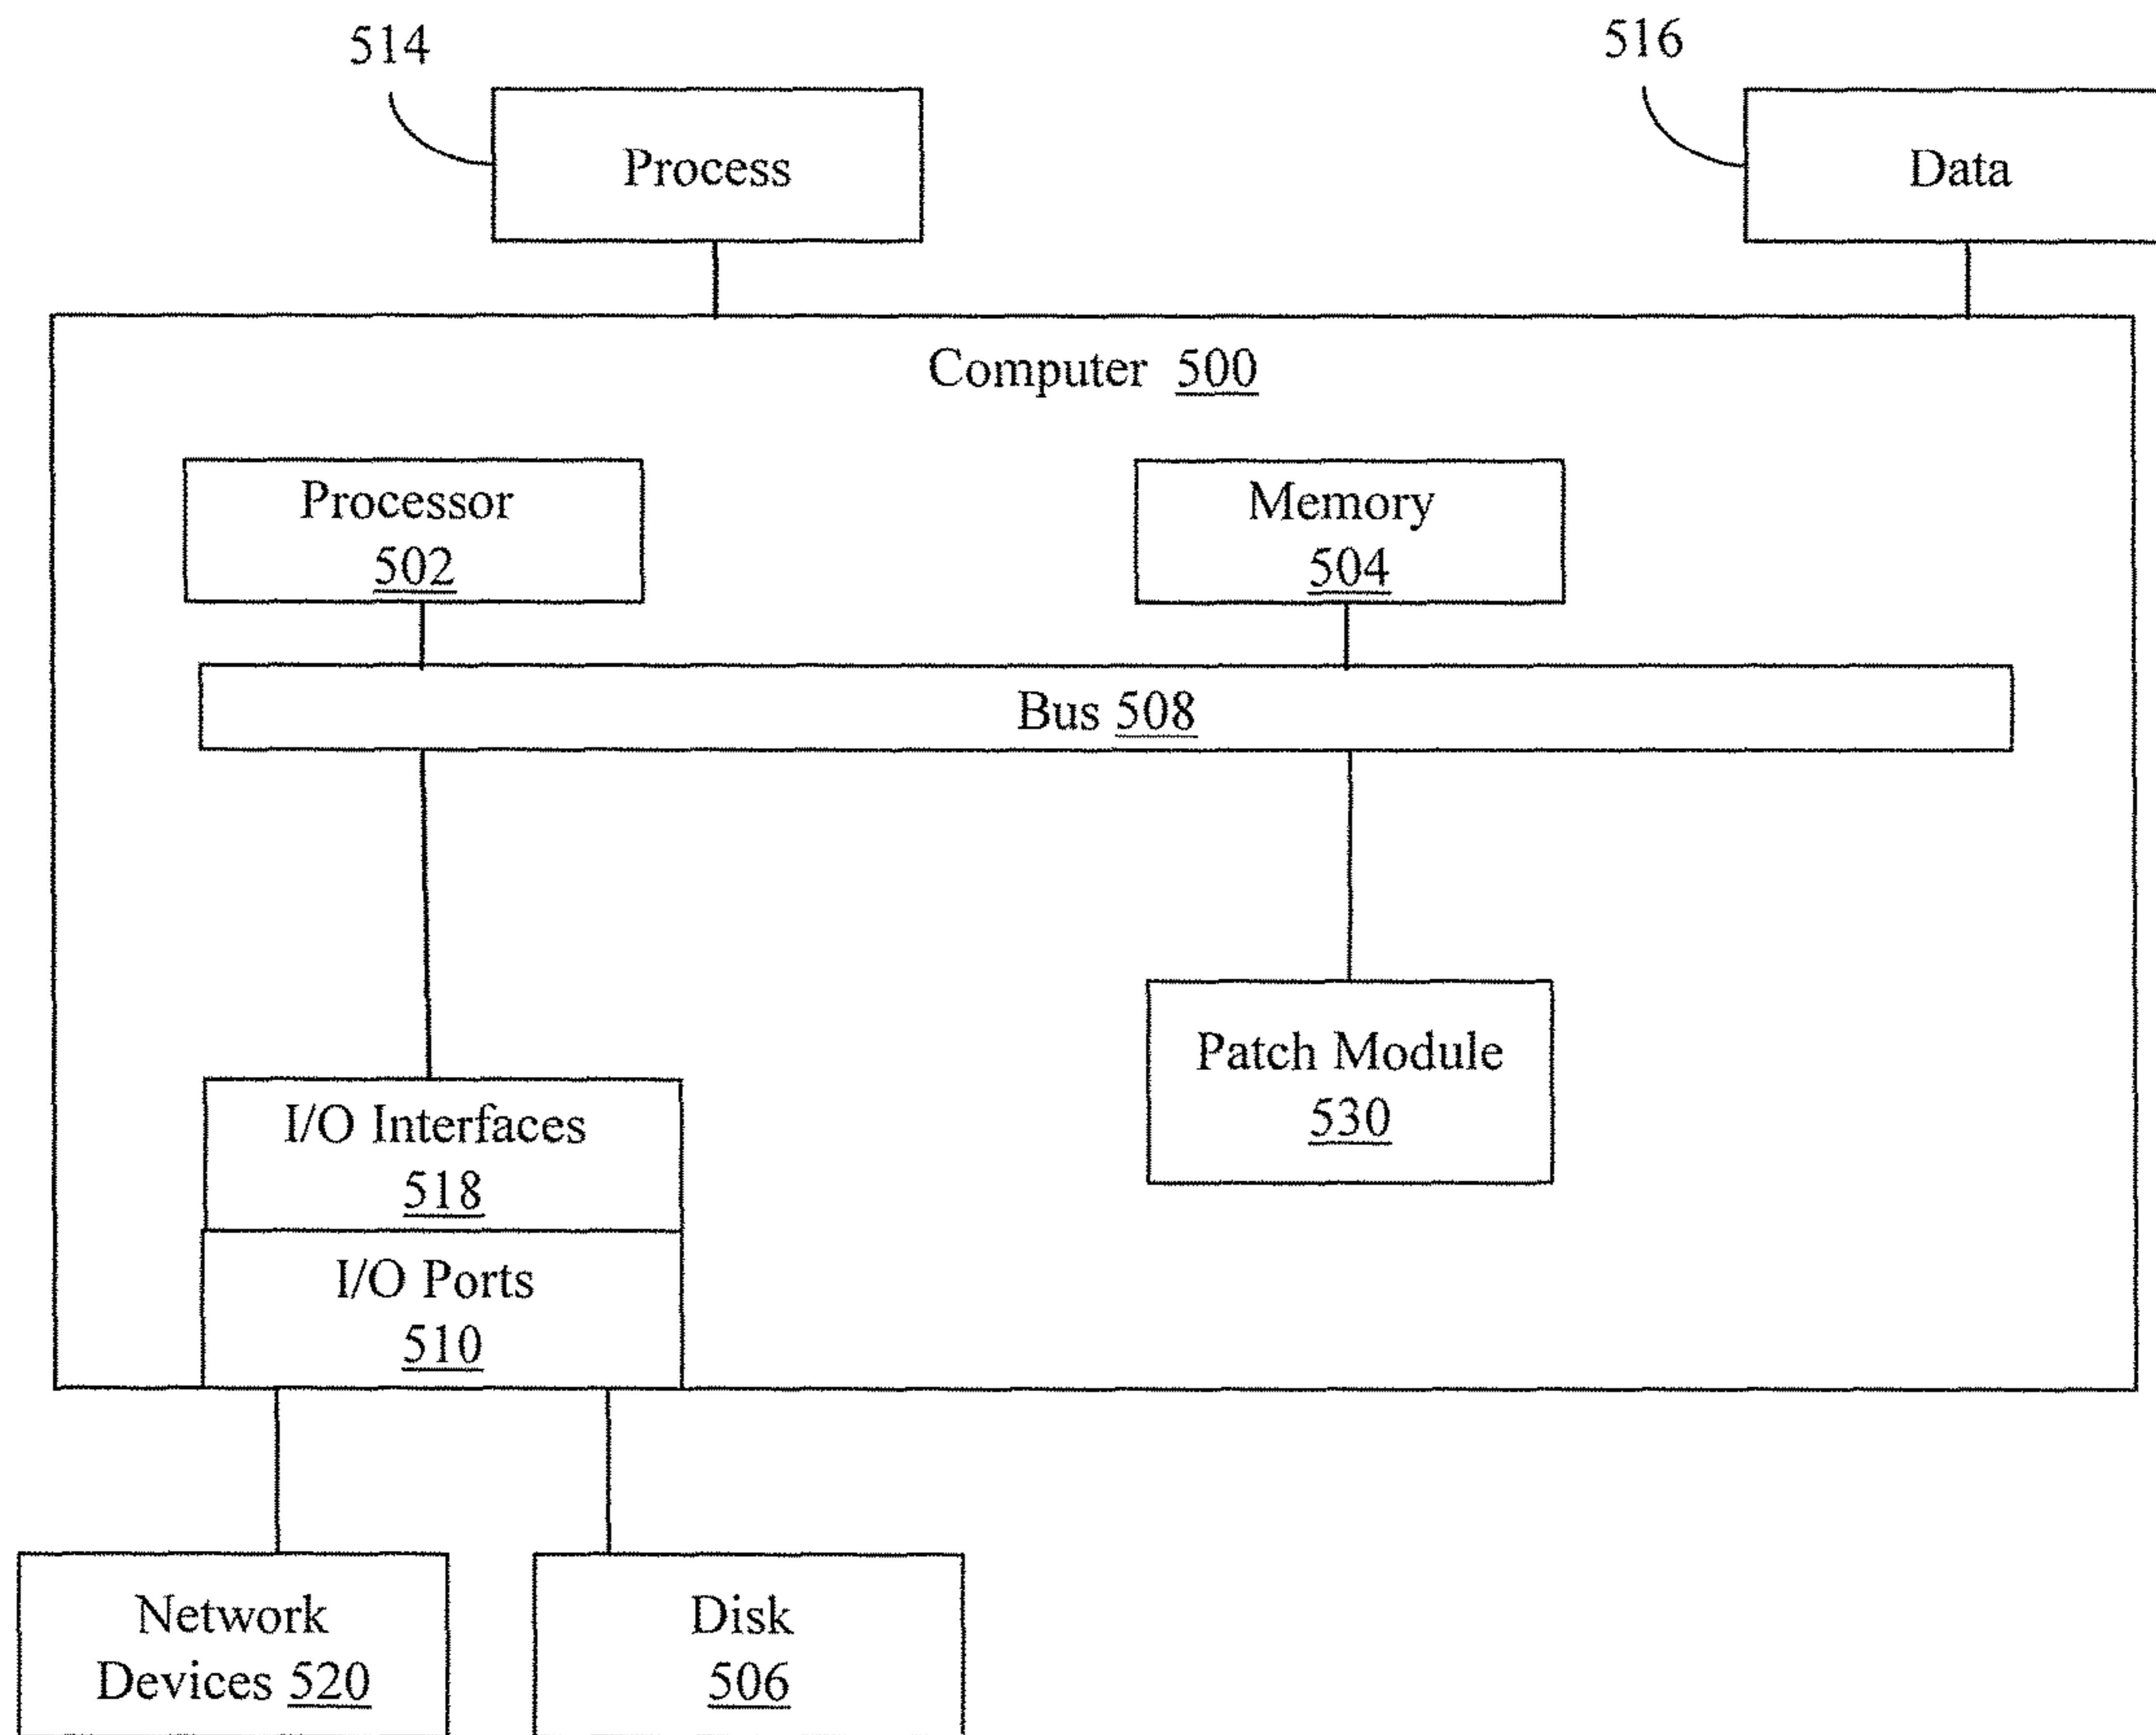 514
516
Process
Data
Computer 500
Processor
502
Memory
504
Bus 508
Patch Module
530
I/O Interfaces
518
I/O Ports
510
Network
Devices 520
Disk
506